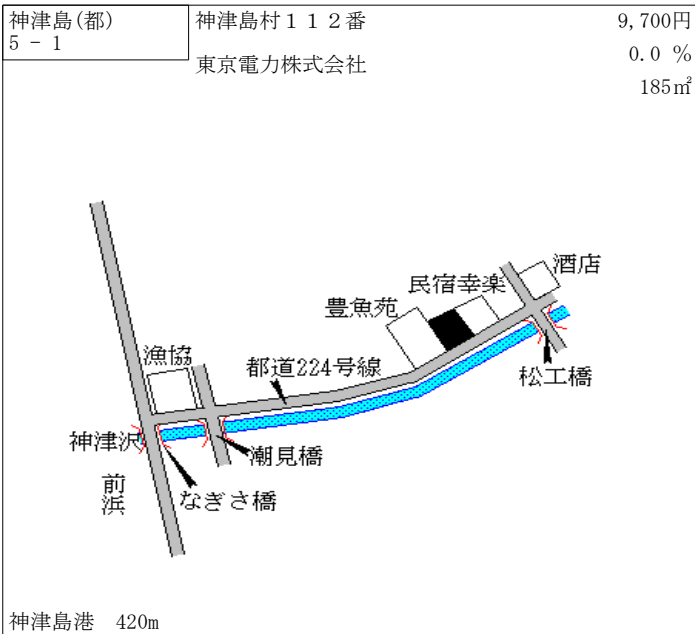 神津島(都)
5 - 1
神津島村１１２番
東京電力株式会社
9,700円
0.0 %
185㎡
酒店
民宿幸楽
豊魚苑
漁協
都道224号線
松工橋
神津沢
潮見橋
前浜
なぎさ橋
神津島港 420m